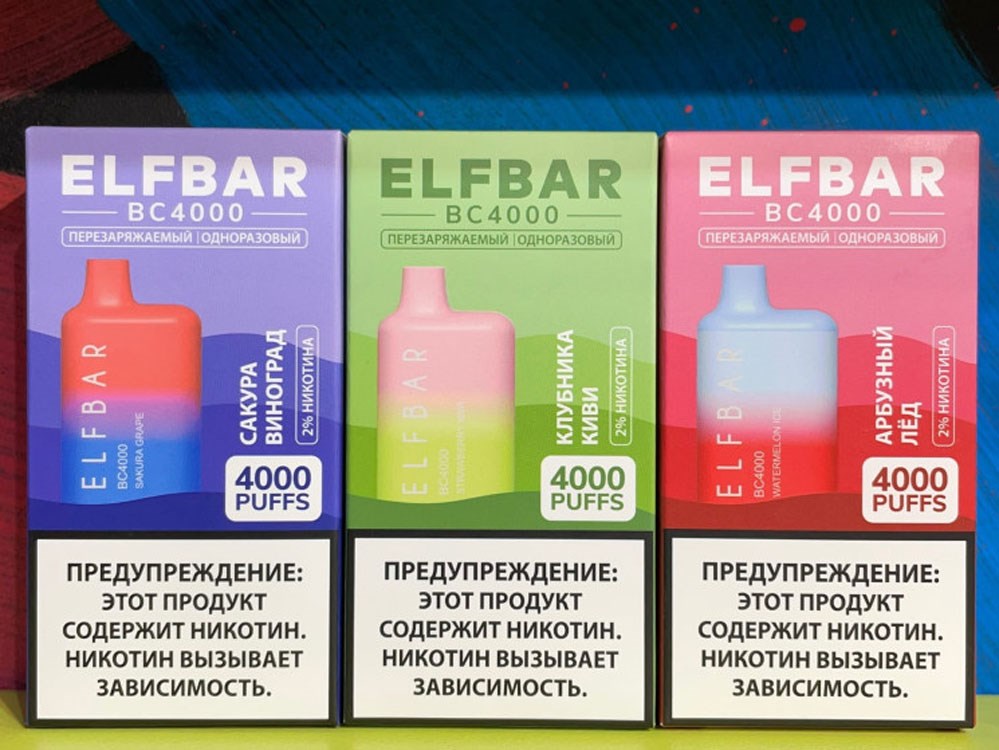 ELFBAR
BC4000
ПЕРЕЗАРЯЖАЕМЫЙ | ОДНОРАЗОВЫЙ
ELFBAR
BC4000
SAKURA GRAPE
САКУРА
ВИНОГРАД
2% НИКОТИНА
4000
PUFFS
ПРЕДУПРЕЖДЕНИЕ:
ЭТОТ ПРОДУКТ
СОДЕРЖИТ НИКОТИН.
НИКОТИН ВЫЗЫВАЕТ
ЗАВИСИМОСТЬ.
ELFBAR
BC4000
ПЕРЕЗАРЯЖАЕМЫЙ | ОДНОРАЗОВЫЙ
ELFBAR
BC4000
STRAWBERRY KIWI
КЛУБНИКА
КИВИ
2% НИКОТИНА
4000
PUFFS
ПРЕДУПРЕЖДЕНИЕ:
ЭТОТ ПРОДУКТ
СОДЕРЖИТ НИКОТИН.
НИКОТИН ВЫЗЫВАЕТ
ЗАВИСИМОСТЬ.
ELFBAR
BC4000
ПЕРЕЗАРЯЖАЕМЫЙ | ОДНОРАЗОВЫЙ
ELFBAR
BC4000
WATERMELON ICE
АРБУЗНЫЙ
ЛЁД
2% НИКОТИНА
4000
PUFFS
ПРЕДУПРЕЖДЕНИЕ:
ЭТОТ ПРОДУКТ
СОДЕРЖИТ НИКОТИН.
НИКОТИН ВЫЗЫВАЕТ
ЗАВИСИМОСТЬ.